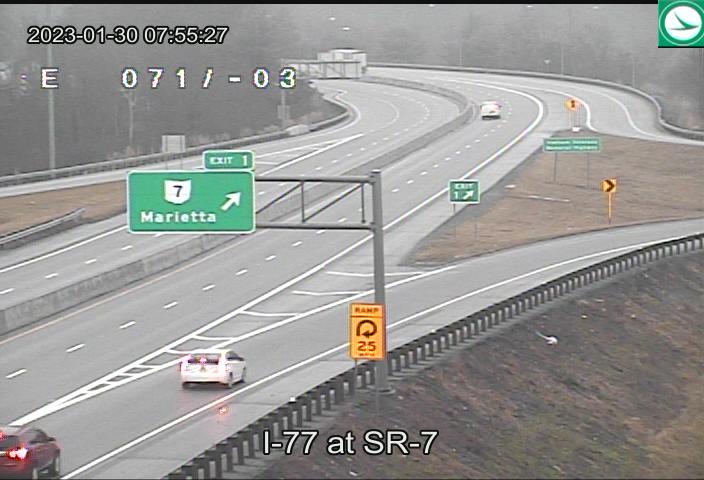 2023-01-30 07:55:27
E 071/-03
EXIT 1
7
Marietta
EXIT
1
RAMP
25
M.P.H.
I-77 at SR-7